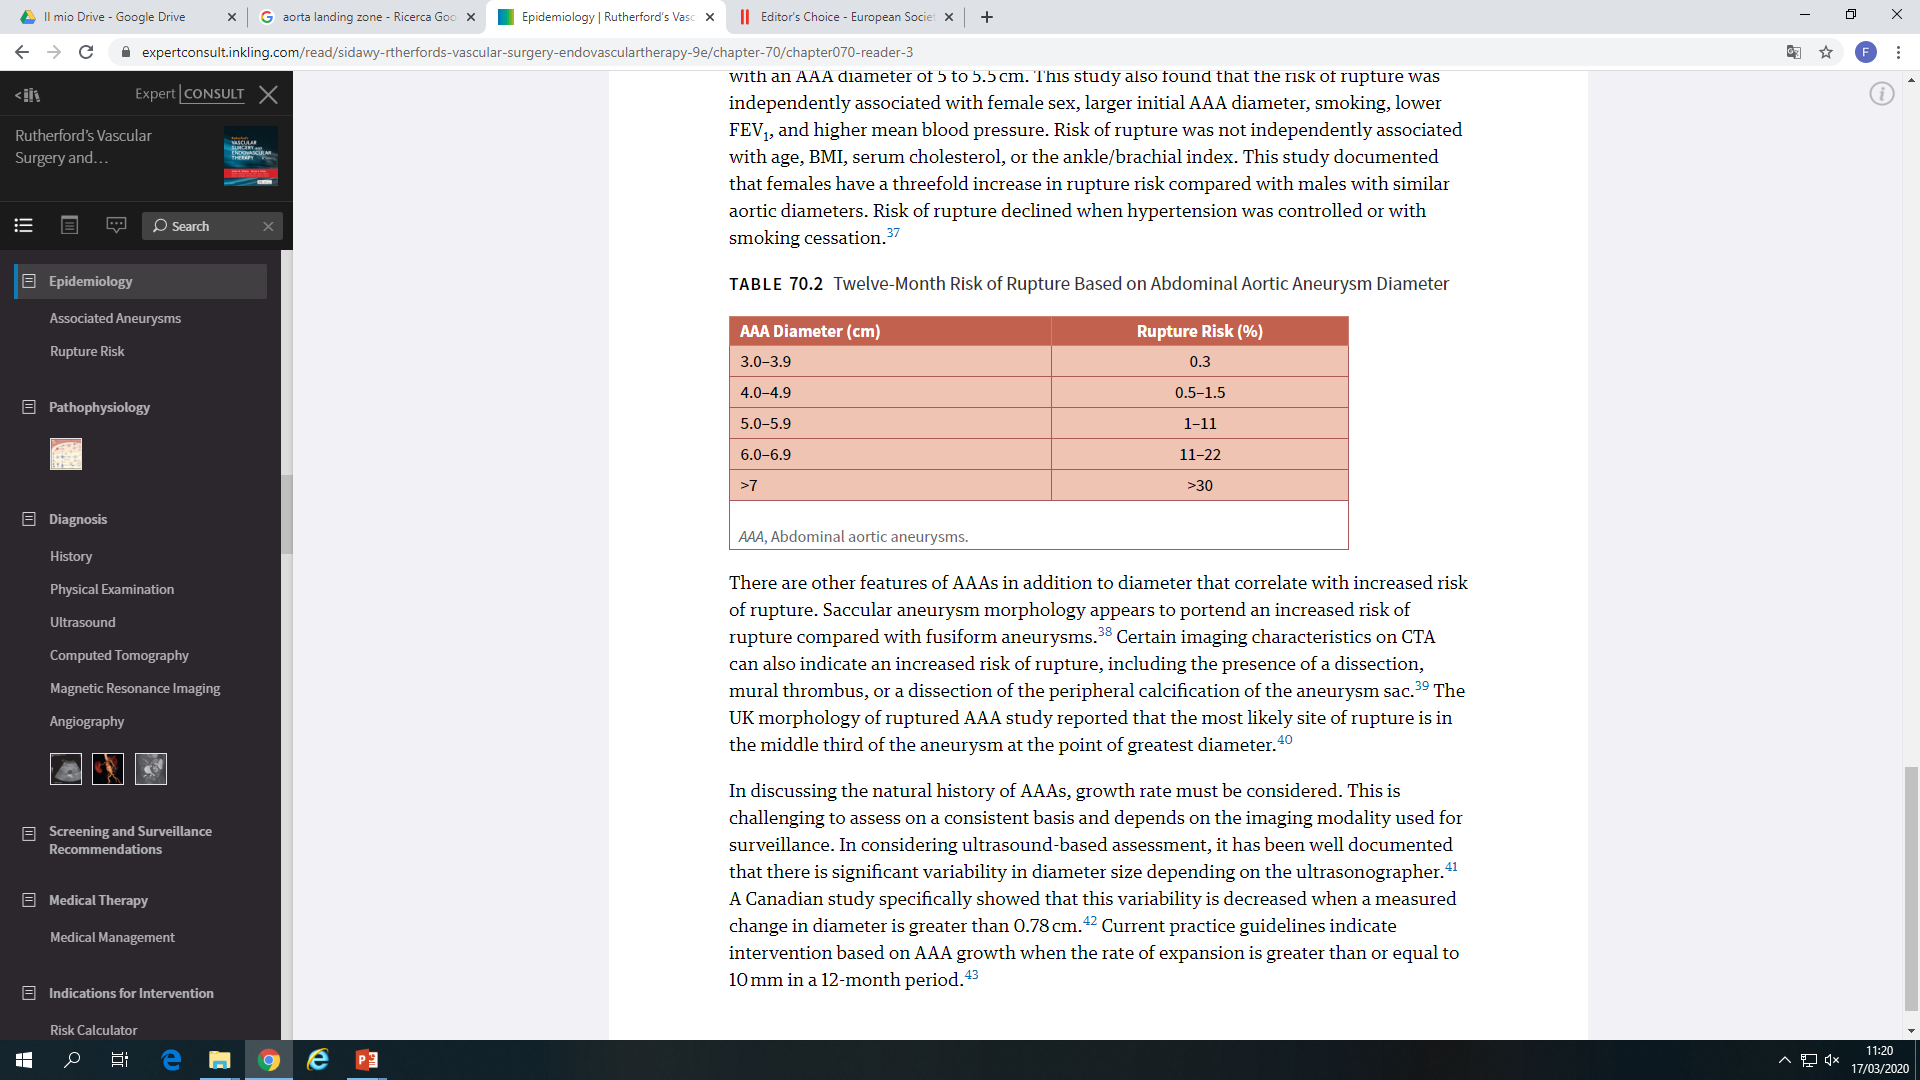 Il mio Drive - Google Drive
aorta landing zone - Ricerca Goo
Epidemiology | Rutherford's Vasc
Editor's Choice - European Societ
expertconsult.inkling.com/read/sidawy-rtherfords-vascular-surgery-endovasculartherapy-9e/chapter-70/chapter070-reader-3
F
Expert | CONSULT
Rutherford's Vascular
Surgery and...
Search
Epidemiology
Associated Aneurysms
Rupture Risk
Pathophysiology
Diagnosis
History
Physical Examination
Ultrasound
Computed Tomography
Magnetic Resonance Imaging
Angiography
Screening and Surveillance
Recommendations
Medical Therapy
Medical Management
Indications for Intervention
Risk Calculator
with an AAA diameter of 5 to 5.5 cm. This study also found that the risk of rupture was
independently associated with female sex, larger initial AAA diameter, smoking, lower
FEV1, and higher mean blood pressure. Risk of rupture was not independently associated
with age, BMI, serum cholesterol, or the ankle/brachial index. This study documented
that females have a threefold increase in rupture risk compared with males with similar
aortic diameters. Risk of rupture declined when hypertension was controlled or with
smoking cessation.37
TABLE 70.2 Twelve-Month Risk of Rupture Based on Abdominal Aortic Aneurysm Diameter
AAA Diameter (cm) Rupture Risk (%)
3.0–3.9 0.3
4.0–4.9 0.5–1.5
5.0–5.9 1–11
6.0–6.9 11–22
>7 >30
AAA, Abdominal aortic aneurysms.
There are other features of AAAs in addition to diameter that correlate with increased risk
of rupture. Saccular aneurysm morphology appears to portend an increased risk of
rupture compared with fusiform aneurysms.38 Certain imaging characteristics on CTA
can also indicate an increased risk of rupture, including the presence of a dissection,
mural thrombus, or a dissection of the peripheral calcification of the aneurysm sac.39 The
UK morphology of ruptured AAA study reported that the most likely site of rupture is in
the middle third of the aneurysm at the point of greatest diameter.40
In discussing the natural history of AAAs, growth rate must be considered. This is
challenging to assess on a consistent basis and depends on the imaging modality used for
surveillance. In considering ultrasound-based assessment, it has been well documented
that there is significant variability in diameter size depending on the ultrasonographer.41
A Canadian study specifically showed that this variability is decreased when a measured
change in diameter is greater than 0.78 cm.42 Current practice guidelines indicate
intervention based on AAA growth when the rate of expansion is greater than or equal to
10 mm in a 12-month period.43
11:20
17/03/2020